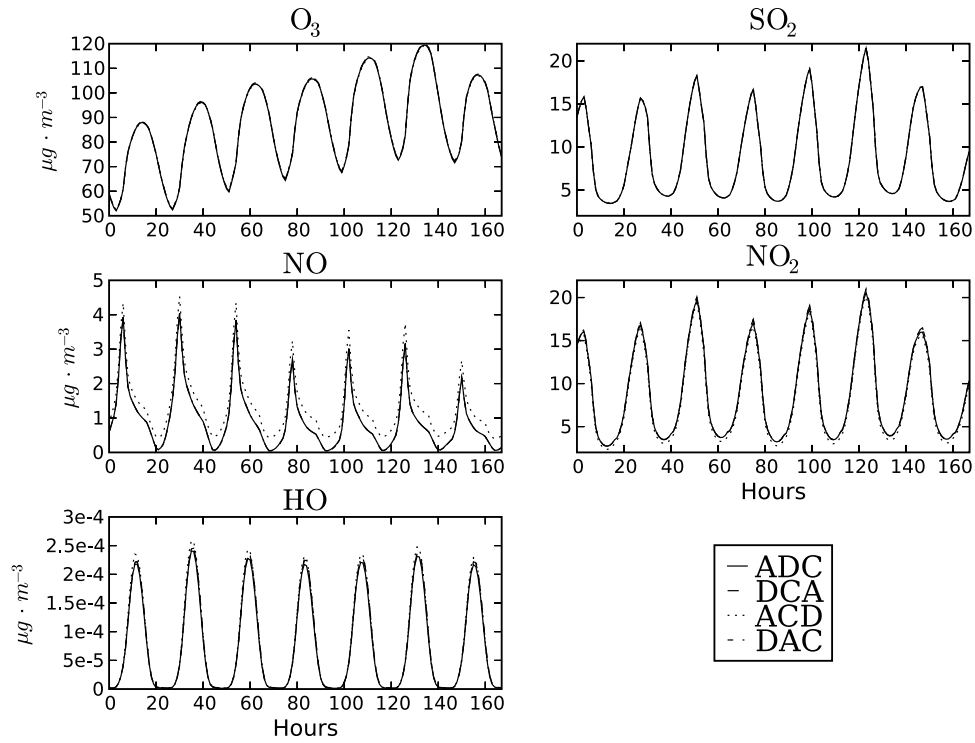 O₃
120
110
100
90
80
70
60
50
μg · m⁻³
0 20 40 60 80 100 120 140 160
SO₂
20
15
10
5
0 20 40 60 80 100 120 140 160
NO
5
4
3
2
1
0
μg · m⁻³
0 20 40 60 80 100 120 140 160
NO₂
20
15
10
5
0 20 40 60 80 100 120 140 160
Hours
HO
3e-4
2.5e-4
2e-4
1.5e-4
1e-4
5e-5
0
μg · m⁻³
0 20 40 60 80 100 120 140 160
Hours
ADC
DCA
ACD
DAC